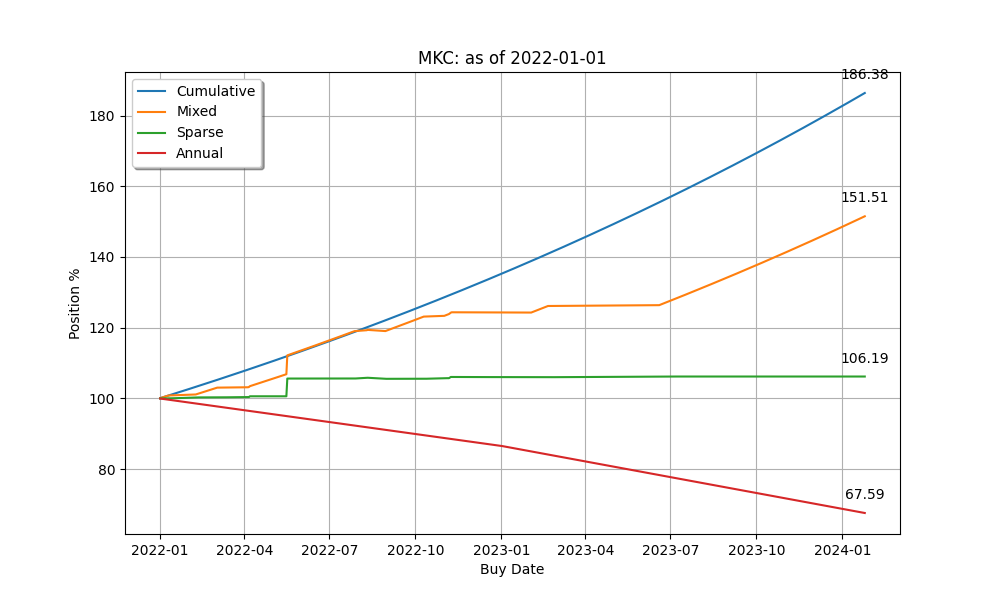 MKC: as of 2022-01-01
Cumulative
Mixed
Sparse
Annual
186.38
151.51
106.19
67.59
Position %
180
160
140
120
100
80
2022-01 2022-04 2022-07 2022-10 2023-01 2023-04 2023-07 2023-10 2024-01
Buy Date